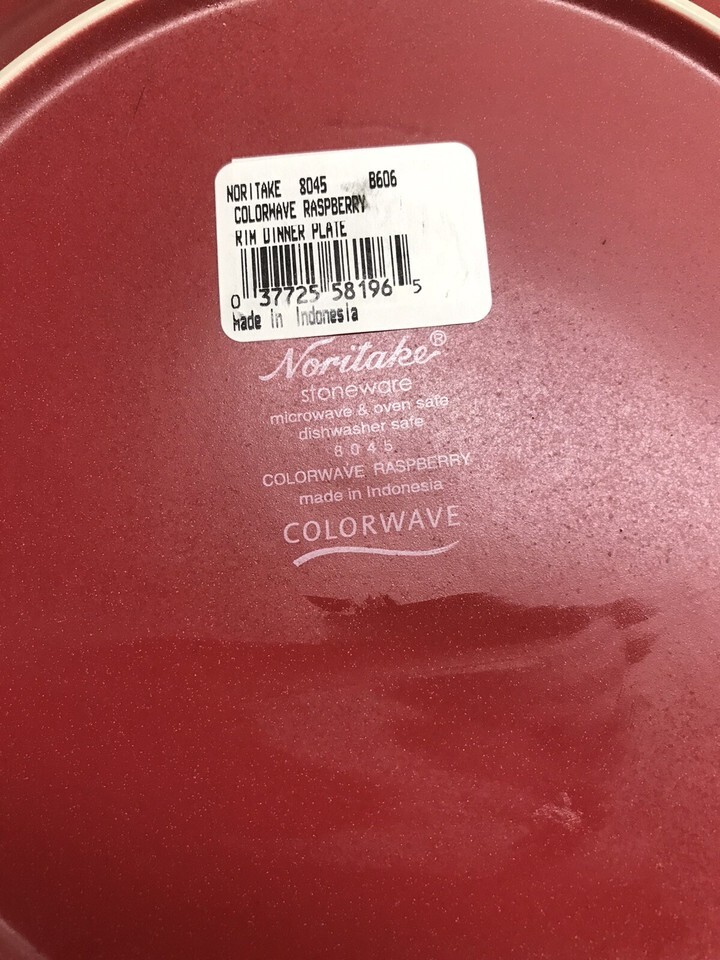 NORITAKE 8045 B606
COLORWAVE RASPBERRY
RIM DINNER PLATE
0 37725 58196 5
Made in Indonesia
Noritake®
stoneware
microwave & oven safe
dishwasher safe
8045
COLORWAVE RASPBERRY
made in Indonesia
COLORWAVE